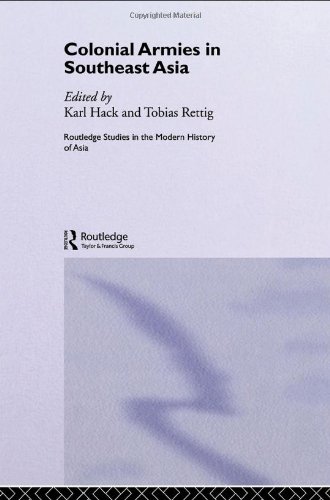 Copyrighted Material
Colonial Armies in
Southeast Asia
Edited by
Karl Hack and Tobias Rettig
Routledge Studies in the Modern History
of Asia
Routledge
Taylor & Francis Group